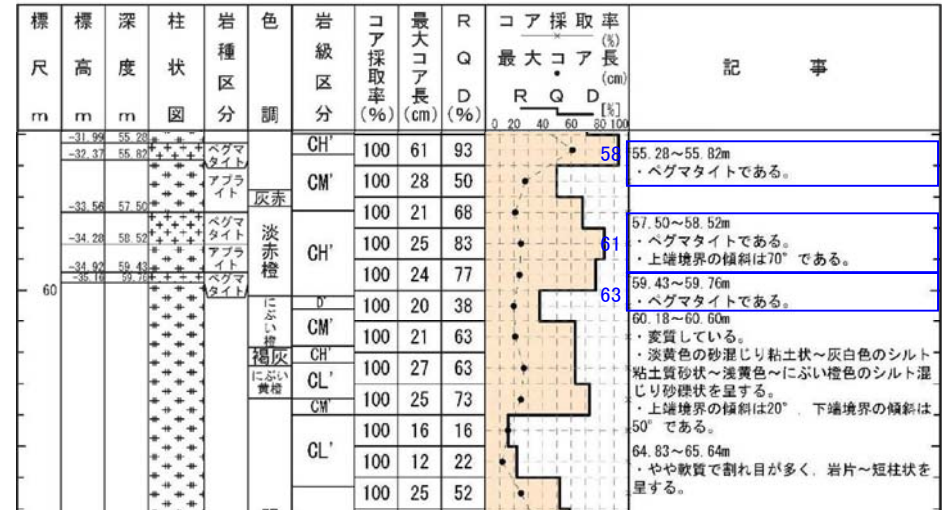 標尺 m
標高 m
深度 m
柱状図
岩種区分
色調
岩級区分
コア採取率(%)
最大コア長(cm)
RQD(%)
コア採取率(%)
最大コア長(cm)
RQD[%]
0 20 40 60 80 100
記事
-31.99 55.28
-32.37 55.82
-33.56 57.50
-34.28 58.52
-34.92 59.43
60
ペグマタイト
アプライト
ペグマタイト
アプライト
ペグマタイト
灰赤
淡赤橙
にぶい橙
褐灰
にぶい黄橙
CH'
CM'
CH'
D'
CM'
CH'
CL'
CM'
CL'
100 61 93
100 28 50
100 21 68
100 25 83
100 24 77
100 20 38
100 21 63
100 27 63
100 25 73
100 16 16
100 12 22
100 25 52
58
61
63
55.28～55.82m
・ペグマタイトである。
57.50～58.52m
・ペグマタイトである。
・上端境界の傾斜は70°である。
59.43～59.76m
・ペグマタイトである。
60.18～60.60m
・変質している。
・淡黄色の砂混じり粘土状～灰白色のシルト
粘土質砂状～浅黄色～にぶい橙色のシルト混
じり砂礫状を呈する。
・上端境界の傾斜は20°、下端境界の傾斜は
50°である。
64.83～65.64m
・やや軟質で割れ目が多く、岩片～短柱状を
呈する。